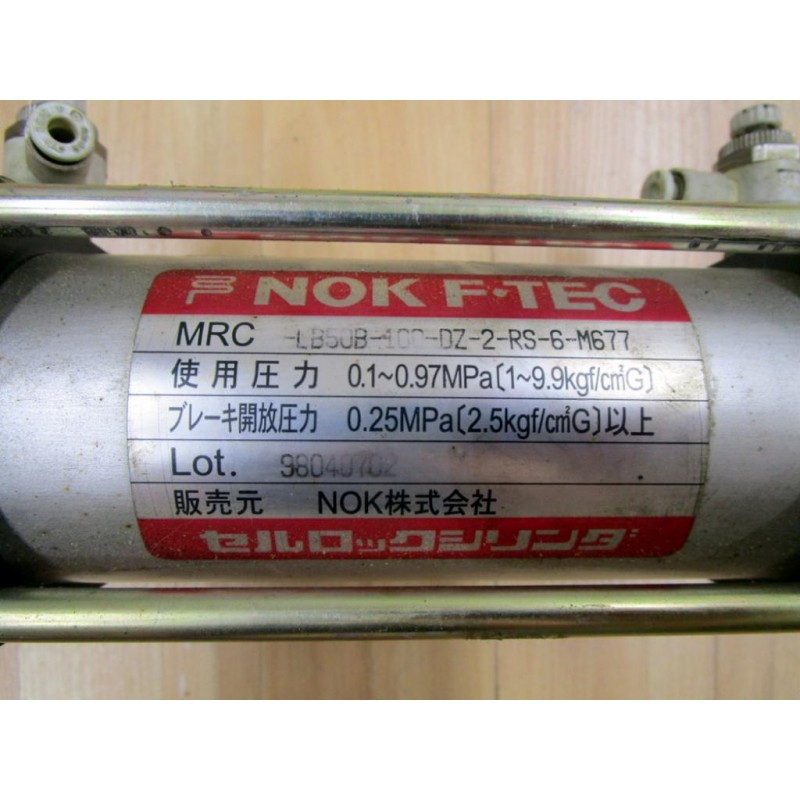 NOK F·TEC
MRC -LB50B-100-DZ-2-RS-6-M677
使用圧力 0.1~0.97MPa〔1~9.9kgf/cm²G〕
ブレーキ開放圧力 0.25MPa〔2.5kgf/cm²G〕以上
Lot. 98040702
販売元 NOK株式会社
セルロックシリンダ